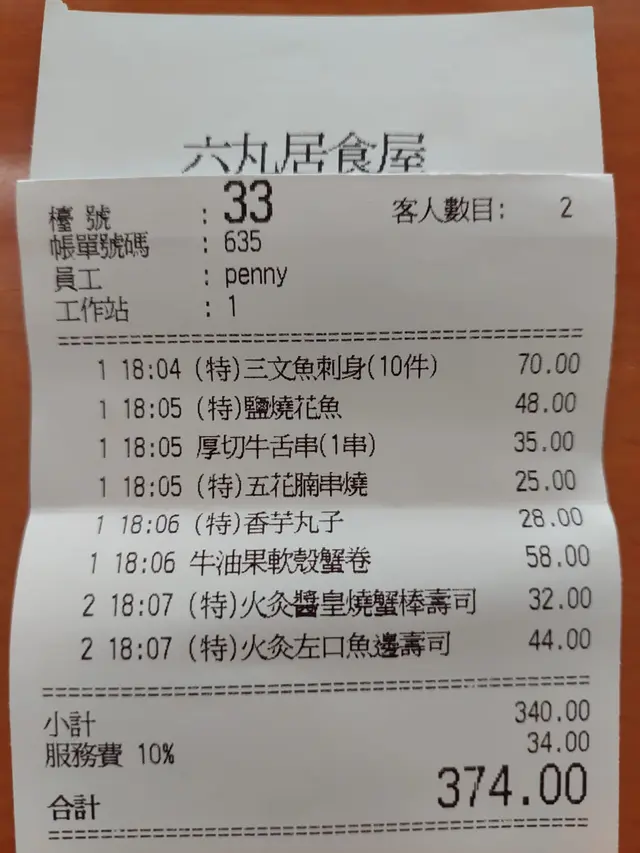 六丸居食屋
檯號 : 33 客人數目: 2
帳單號碼 : 635
員工 : penny
工作站 : 1
1 18:04 (特)三文魚刺身(10件) 70.00
1 18:05 (特)鹽燒花魚 48.00
1 18:05 厚切牛舌串(1串) 35.00
1 18:05 (特)五花腩串燒 25.00
1 18:06 (特)香芋丸子 28.00
1 18:06 牛油果軟殼蟹卷 58.00
2 18:07 (特)火灸醬皇燒蟹棒壽司 32.00
2 18:07 (特)火灸左口魚邊壽司 44.00
小計 340.00
服務費 10% 34.00
合計 374.00